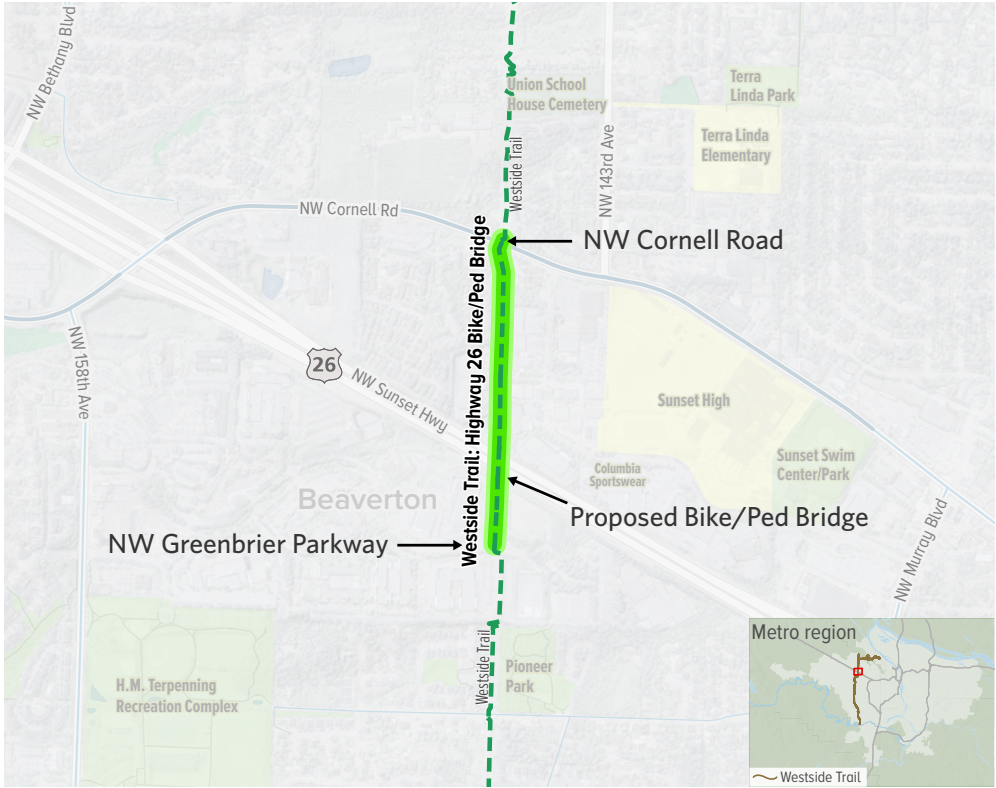 NW Bethany Blvd
Union School
House Cemetery
Terra
Linda Park
Terra Linda
Elementary
Westside Trail
NW 143rd Ave
NW Cornell Rd
NW Cornell Road
Westside Trail: Highway 26 Bike/Ped Bridge
NW 158th Ave
26
NW Sunset Hwy
Sunset High
Sunset Swim
Center/Park
Columbia
Sportswear
Beaverton
Proposed Bike/Ped Bridge
NW Greenbrier Parkway
NW Murray Blvd
Westside Trail
Pioneer
Park
H.M. Terpenning
Recreation Complex
Metro region
Westside Trail